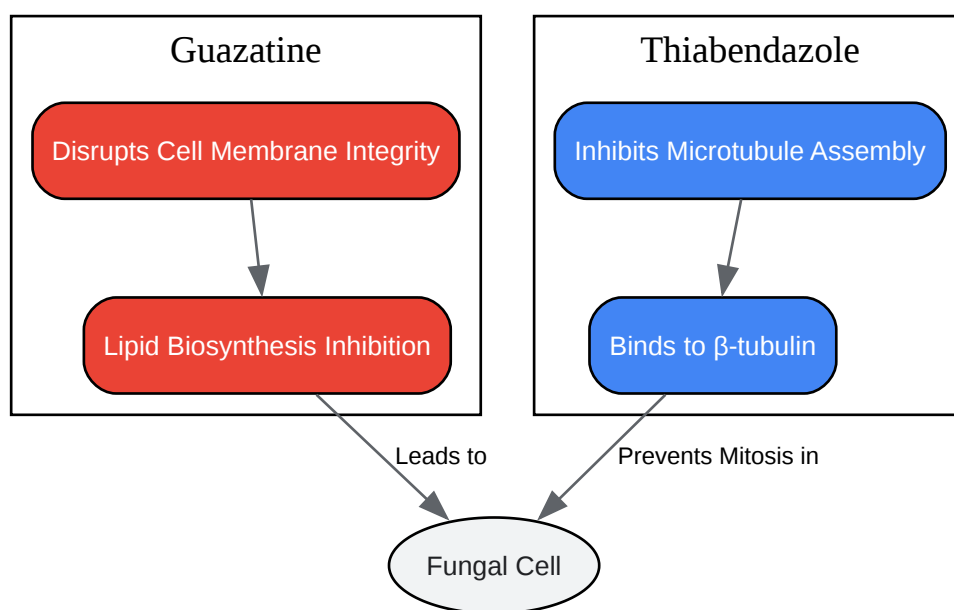 Guazatine
Thiabendazole
Disrupts Cell Membrane Integrity
Inhibits Microtubule Assembly
Lipid Biosynthesis Inhibition
Binds to β-tubulin
Leads to
Prevents Mitosis in
Fungal Cell